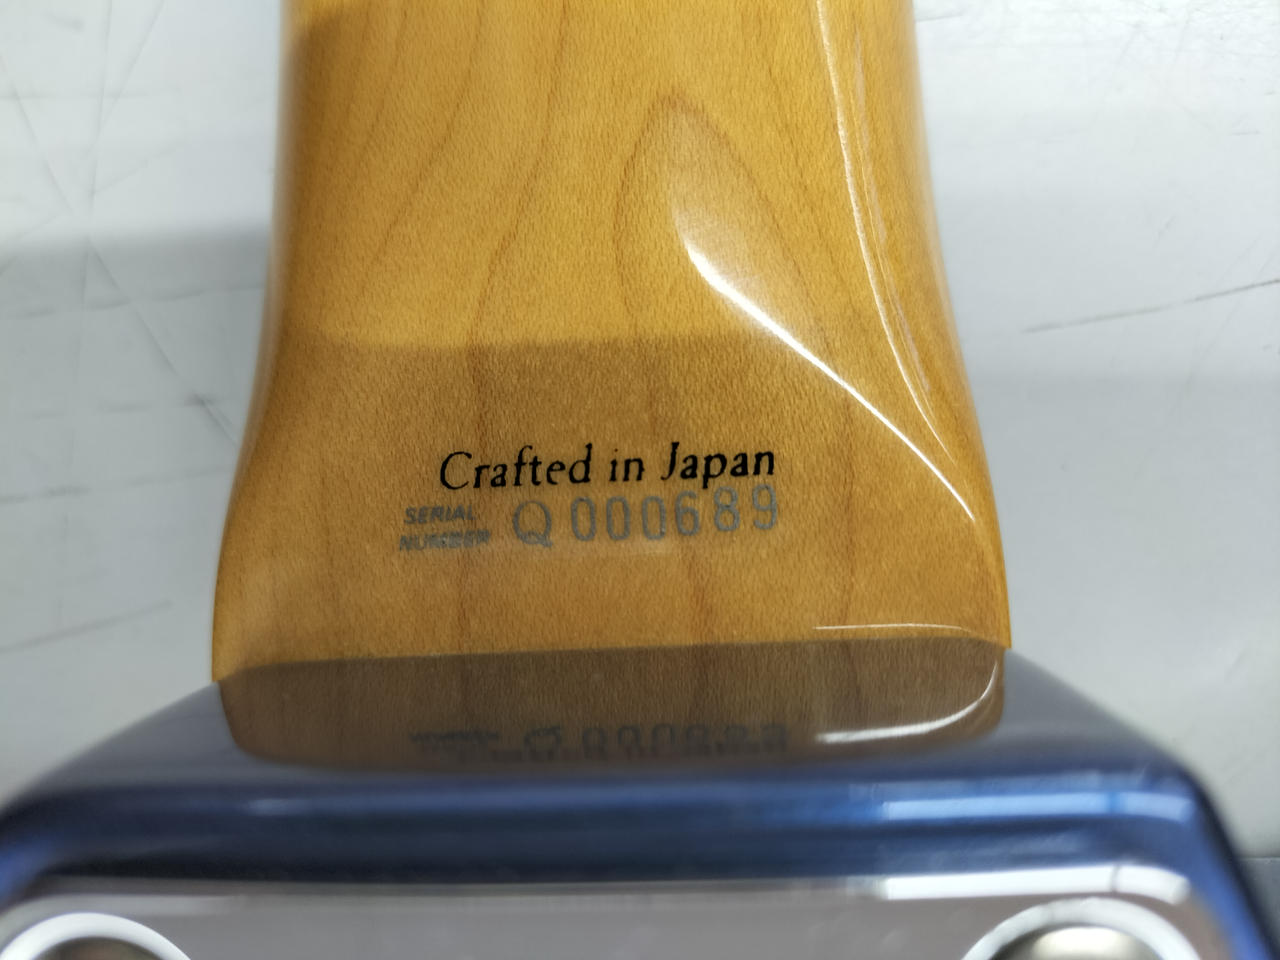 Crafted in Japan
SERIAL
NUMBER Q000689